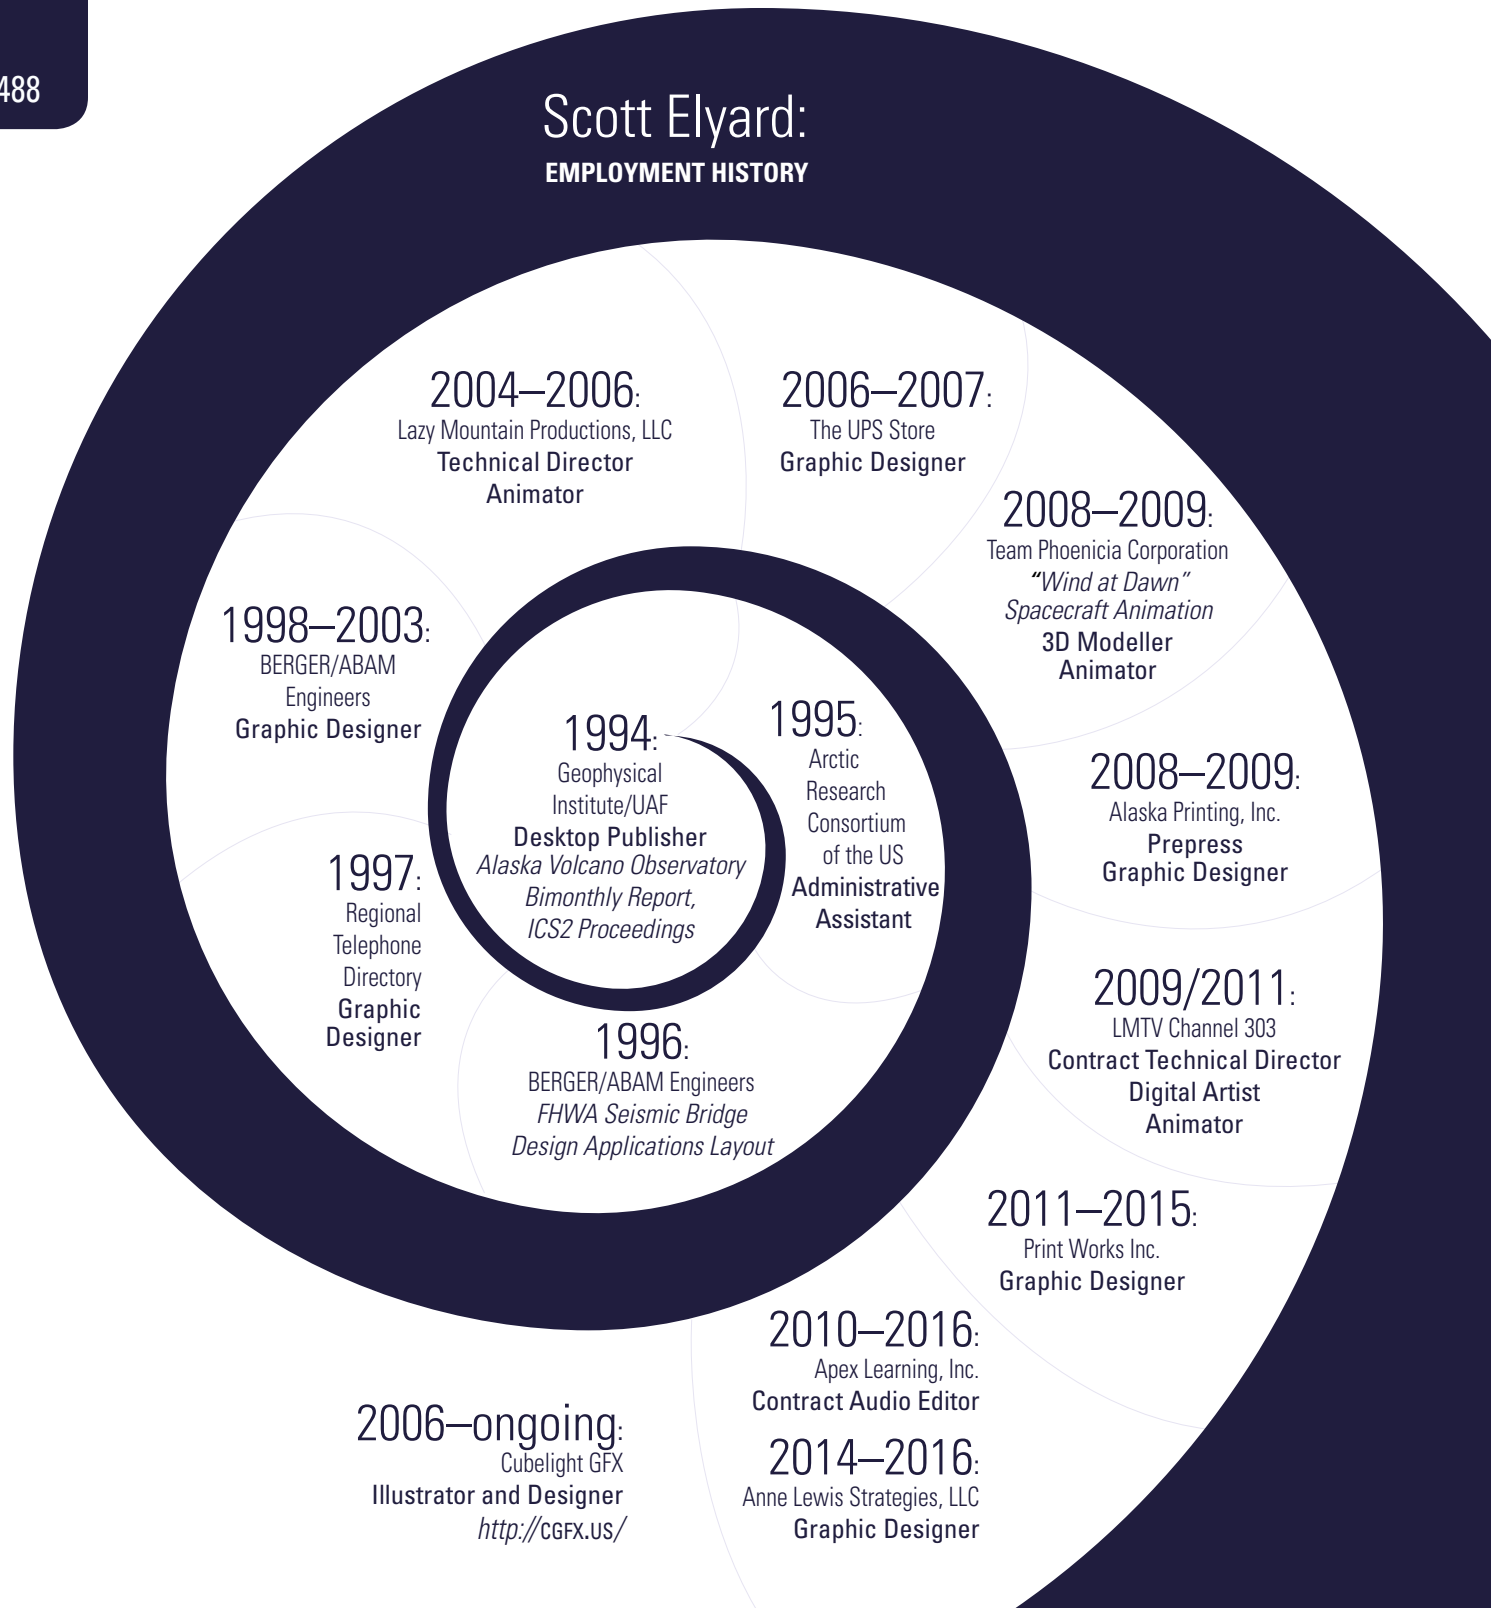 488
Scott Elyard:
EMPLOYMENT HISTORY
1994:
Geophysical
Institute/UAF
Desktop Publisher
Alaska Volcano Observatory
Bimonthly Report,
ICS2 Proceedings
1995:
Arctic
Research
Consortium
of the US
Administrative
Assistant
1996:
BERGER/ABAM Engineers
FHWA Seismic Bridge
Design Applications Layout
1997:
Regional
Telephone
Directory
Graphic
Designer
1998–2003:
BERGER/ABAM
Engineers
Graphic Designer
2004–2006:
Lazy Mountain Productions, LLC
Technical Director
Animator
2006–2007:
The UPS Store
Graphic Designer
2008–2009:
Team Phoenicia Corporation
“Wind at Dawn”
Spacecraft Animation
3D Modeller
Animator
2008–2009:
Alaska Printing, Inc.
Prepress
Graphic Designer
2009/2011:
LMTV Channel 303
Contract Technical Director
Digital Artist
Animator
2011–2015:
Print Works Inc.
Graphic Designer
2010–2016:
Apex Learning, Inc.
Contract Audio Editor
2014–2016:
Anne Lewis Strategies, LLC
Graphic Designer
2006–ongoing:
Cubelight GFX
Illustrator and Designer
http://CGFX.US/